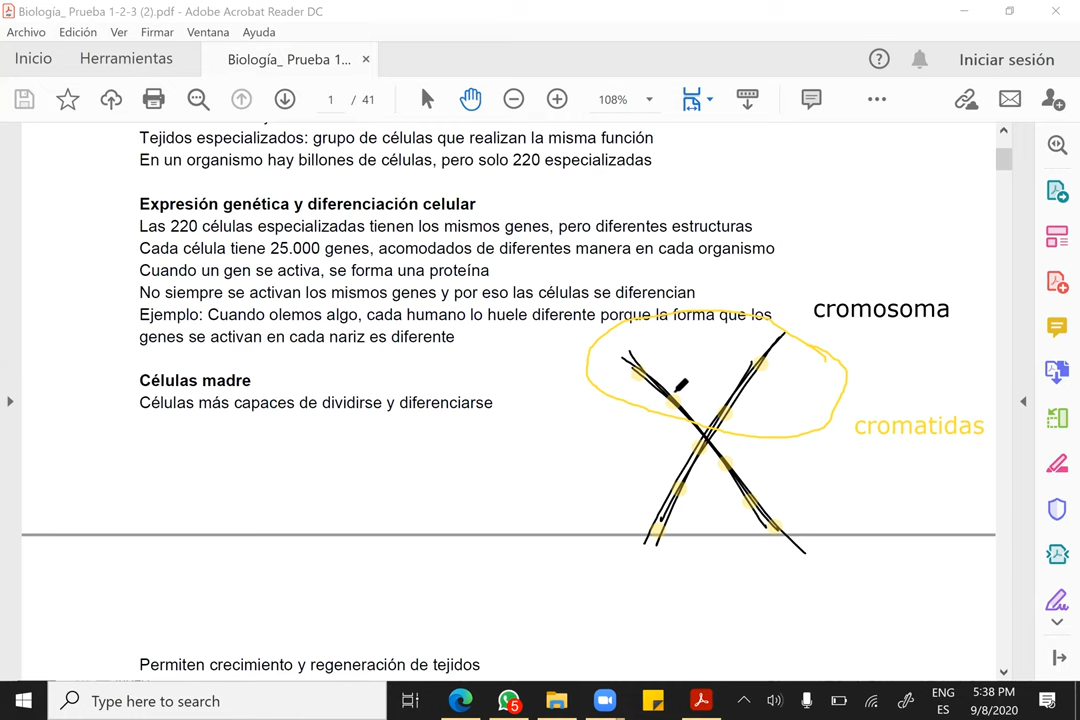 Biología_ Prueba 1-2-3 (2).pdf - Adobe Acrobat Reader DC
Archivo Edición Ver Firmar Ventana Ayuda
Inicio Herramientas Biología_ Prueba 1... × Iniciar sesión
1 / 41 108%
Tejidos especializados: grupo de células que realizan la misma función
En un organismo hay billones de células, pero solo 220 especializadas
Expresión genética y diferenciación celular
Las 220 células especializadas tienen los mismos genes, pero diferentes estructuras
Cada célula tiene 25.000 genes, acomodados de diferentes manera en cada organismo
Cuando un gen se activa, se forma una proteína
No siempre se activan los mismos genes y por eso las células se diferencian
Ejemplo: Cuando olemos algo, cada humano lo huele diferente porque la forma que los
genes se activan en cada nariz es diferente
cromosoma
Células madre
Células más capaces de dividirse y diferenciarse
cromatidas
Permiten crecimiento y regeneración de tejidos
Type here to search
5
ENG
ES
5:38 PM
9/8/2020